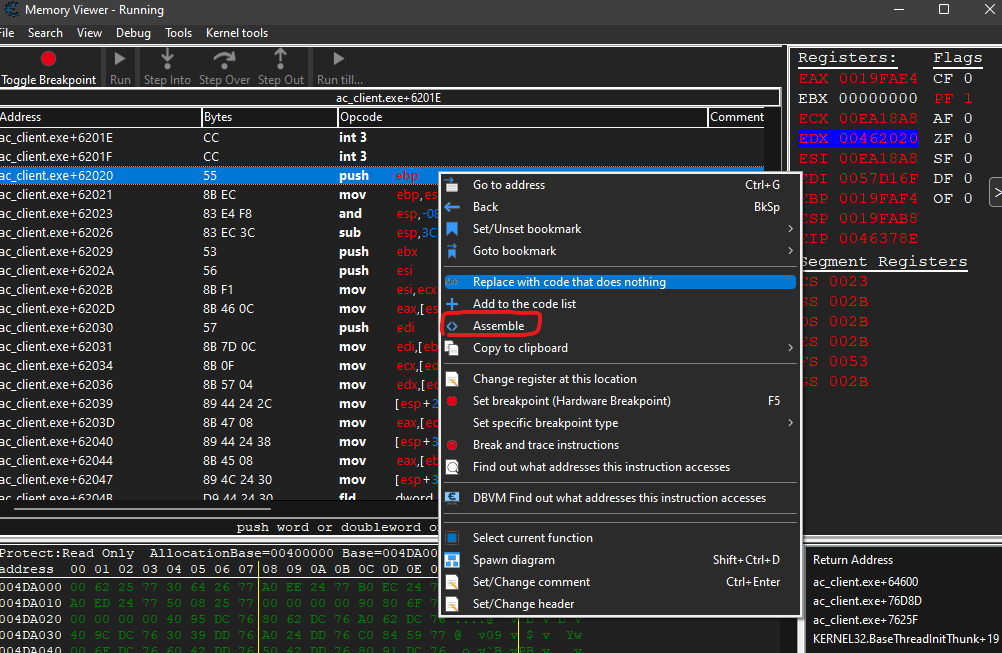 Memory Viewer - Running
File Search View Debug Tools Kernel tools
Toggle Breakpoint Run Step Into Step Over Step Out Run till...
ac_client.exe+6201E
Address Bytes Opcode Comment
ac_client.exe+6201E CC int 3
ac_client.exe+6201F CC int 3
ac_client.exe+62020 55 push ebp
ac_client.exe+62021 8B EC mov ebp,es
ac_client.exe+62023 83 E4 F8 and esp,-08
ac_client.exe+62026 83 EC 3C sub esp,3C
ac_client.exe+62029 53 push ebx
ac_client.exe+6202A 56 push esi
ac_client.exe+6202B 8B F1 mov esi,ecx
ac_client.exe+6202D 8B 46 0C mov eax,[es
ac_client.exe+62030 57 push edi
ac_client.exe+62031 8B 7D 0C mov edi,[eb
ac_client.exe+62034 8B 0F mov ecx,[ed
ac_client.exe+62036 8B 57 04 mov edx,[ed
ac_client.exe+62039 89 44 24 2C mov [esp+2
ac_client.exe+6203D 8B 47 08 mov eax,[ed
ac_client.exe+62040 89 44 24 38 mov [esp+3
ac_client.exe+62044 8B 45 08 mov eax,[eb
ac_client.exe+62047 89 4C 24 30 mov [esp+3
ac_client.exe+6204B D9 44 24 30 fld dword
push word or doubleword o
Go to address Ctrl+G
Back BkSp
Set/Unset bookmark
Goto bookmark
Replace with code that does nothing
Add to the code list
Assemble
Copy to clipboard
Change register at this location
Set breakpoint (Hardware Breakpoint) F5
Set specific breakpoint type
Break and trace instructions
Find out what addresses this instruction accesses
DBVM Find out what addresses this instruction accesses
Select current function
Spawn diagram Shift+Ctrl+D
Set/Change comment Ctrl+Enter
Set/Change header
Registers: Flags
EAX 0019FAE4 CF 0
EBX 00000000 PF 1
ECX 00EA18A8 AF 0
EDX 00462020 ZF 0
ESI 00EA18A8 SF 0
EDI 0057D16F DF 0
EBP 0019FAF4 OF 0
ESP 0019FAB8
EIP 0046378E
Segment Registers
CS 0023
SS 002B
DS 002B
ES 002B
FS 0053
GS 002B
Protect:Read Only AllocationBase=00400000 Base=004DA00
address 00 01 02 03 04 05 06 07 08 09 0A 0B 0C 0D 0E 0
004DA000 00 62 25 77 30 64 26 77 A0 EE 24 77 B0 EC 24 7
004DA010 A0 ED 24 77 50 08 25 77 00 00 00 00 90 80 6F 7
004DA020 00 00 00 00 40 95 DC 76 80 62 DC 76 A0 62 DC 7
004DA030 40 9C DC 76 30 39 DD 76 A0 24 DD 76 C0 84 59 77 @ v09 v$ v Yw
Return Address
ac_client.exe+64600
ac_client.exe+76D8D
ac_client.exe+7625F
KERNEL32.BaseThreadInitThunk+19